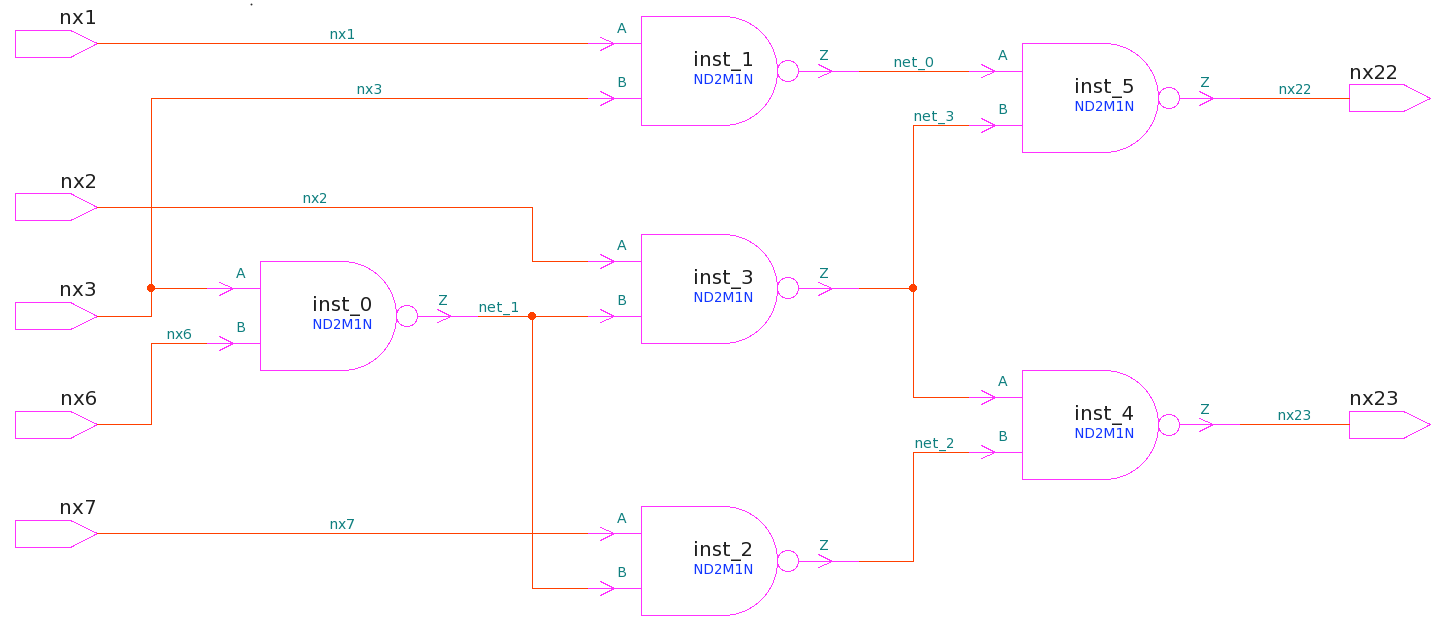 nx1
nx1
A
inst_1
ND2M1N
Z
net_0
A
inst_5
ND2M1N
Z
nx22
nx22
nx3
B
net_3
B
nx2
nx2
A
inst_3
ND2M1N
Z
nx3
A
inst_0
ND2M1N
Z
net_1
B
nx6
nx6
B
A
inst_4
ND2M1N
Z
nx23
nx23
net_2
B
nx7
nx7
A
inst_2
ND2M1N
Z
B